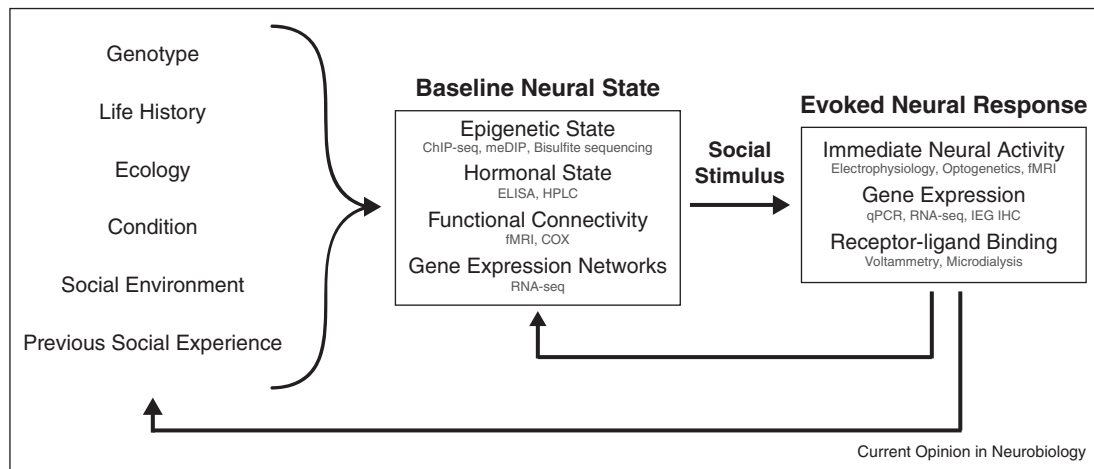 Genotype
Life History
Ecology
Condition
Social Environment
Previous Social Experience
Baseline Neural State
Epigenetic State
ChIP-seq, meDIP, Bisulfite sequencing
Hormonal State
ELISA, HPLC
Functional Connectivity
fMRI, COX
Gene Expression Networks
RNA-seq
Social
Stimulus
Evoked Neural Response
Immediate Neural Activity
Electrophysiology, Optogenetics, fMRI
Gene Expression
qPCR, RNA-seq, IEG IHC
Receptor-ligand Binding
Voltammetry, Microdialysis
Current Opinion in Neurobiology